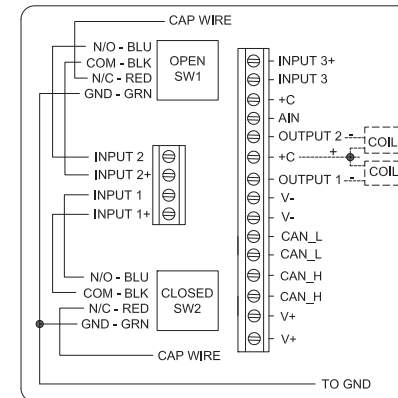 CAP WIRE
N/O - BLU
COM - BLK
N/C - RED
GND - GRN
OPEN
SW1
INPUT 2
INPUT 2+
INPUT 1
INPUT 1+
N/O - BLU
COM - BLK
N/C - RED
GND - GRN
CLOSED
SW2
CAP WIRE
INPUT 3+
INPUT 3
+C
AIN
OUTPUT 2 -
+C +
OUTPUT 1 -
COIL
COIL
V-
V-
CAN_L
CAN_L
CAN_H
CAN_H
V+
V+
TO GND